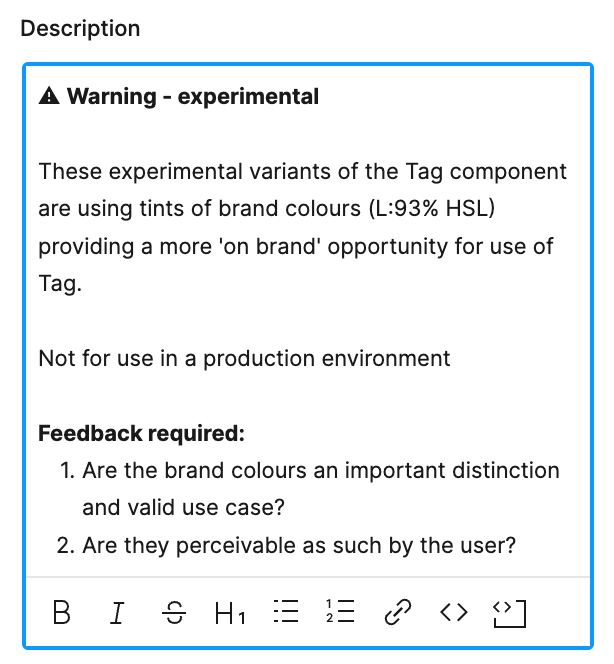 Description
⚠ Warning - experimental
These experimental variants of the Tag component
are using tints of brand colours (L:93% HSL)
providing a more 'on brand' opportunity for use of
Tag.
Not for use in a production environment
Feedback required:
1. Are the brand colours an important distinction
and valid use case?
2. Are they perceivable as such by the user?
B I S H1